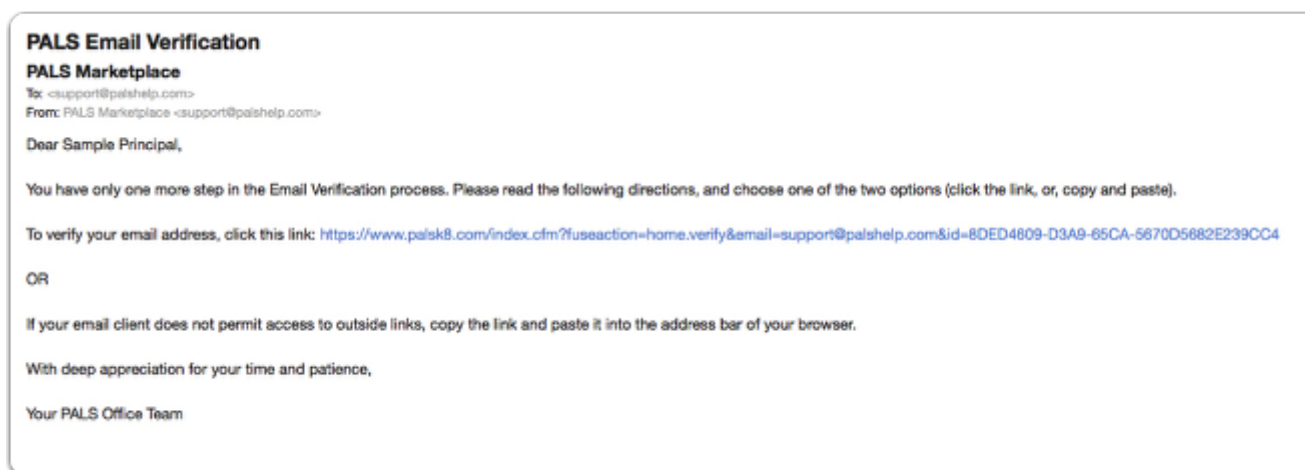 PALS Email Verification
PALS Marketplace
To: <support@palshelp.com>
From: PALS Marketplace <support@palshelp.com>
Dear Sample Principal,
You have only one more step in the Email Verification process. Please read the following directions, and choose one of the two options (click the link, or, copy and paste).
To verify your email address, click this link: https://www.palsk8.com/index.cfm?fuseaction=home.verify&email=support@palshelp.com&id=8DED4609-D3A9-65CA-5670D5682E239CC4
OR
If your email client does not permit access to outside links, copy the link and paste it into the address bar of your browser.
With deep appreciation for your time and patience,
Your PALS Office Team